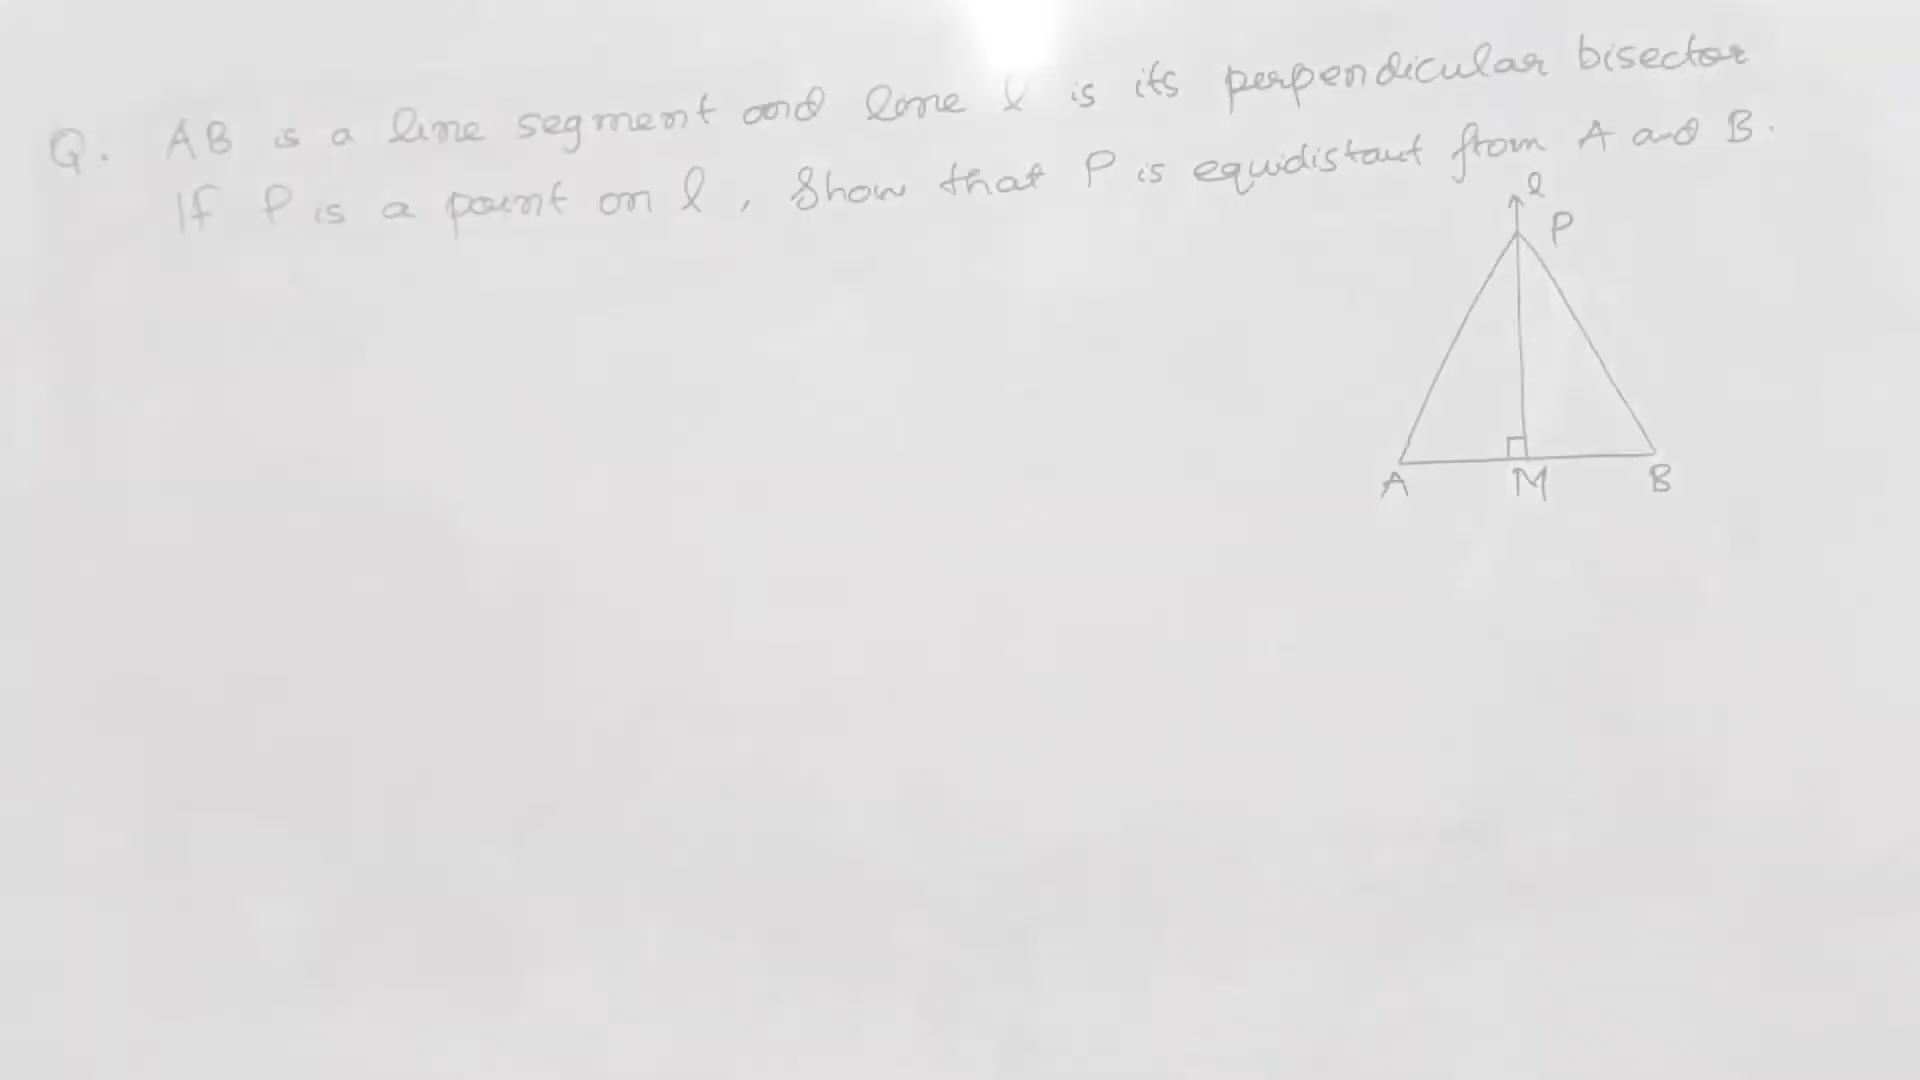 Q. AB is a line segment and line l is its perpendicular bisector
If P is a point on l, Show that P is equidistant from A and B.
l
P
A M B